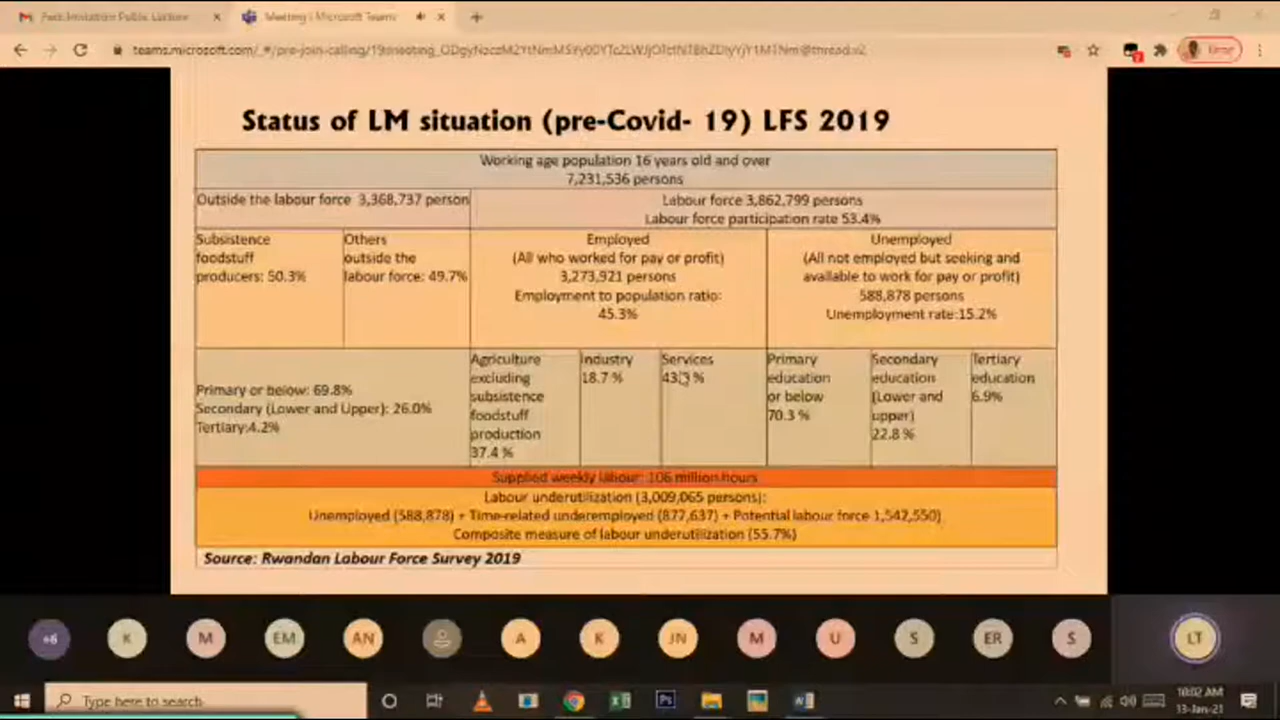 Meeting | Microsoft Teams
Status of LM situation (pre-Covid- 19) LFS 2019
Working age population 16 years old and over
7,231,536 persons
Outside the labour force 3,368,737 person
Labour force 3,862,799 persons
Labour force participation rate 53.4%
Subsistence
foodstuff
producers: 50.3%
Others
outside the
labour force: 49.7%
Employed
(All who worked for pay or profit)
3,273,921 persons
Employment to population ratio:
45.3%
Unemployed
(All not employed but seeking and
available to work for pay or profit)
588,878 persons
Unemployment rate:15.2%
Primary or below: 69.8%
Secondary (Lower and Upper): 26.0%
Tertiary:4.2%
Agriculture
excluding
subsistence
foodstuff
production
37.4 %
Industry
18.7 %
Services
%
Primary
education
or below
70.3 %
Secondary
education
(Lower and
upper)
22.8 %
Tertiary
education
6.9%
Supplied weekly labour: 106 million hours
Labour underutilization (3,009,065 persons):
Unemployed (588,878) + Time-related underemployed (877,637) + Potential labour force 1,542,550)
Composite measure of labour underutilization (55.7%)
Source: Rwandan Labour Force Survey 2019
+6
K
M
EM
AN
A
K
JN
M
U
S
ER
S
LT
Type here to search
10:02 AM
13-Jan-21